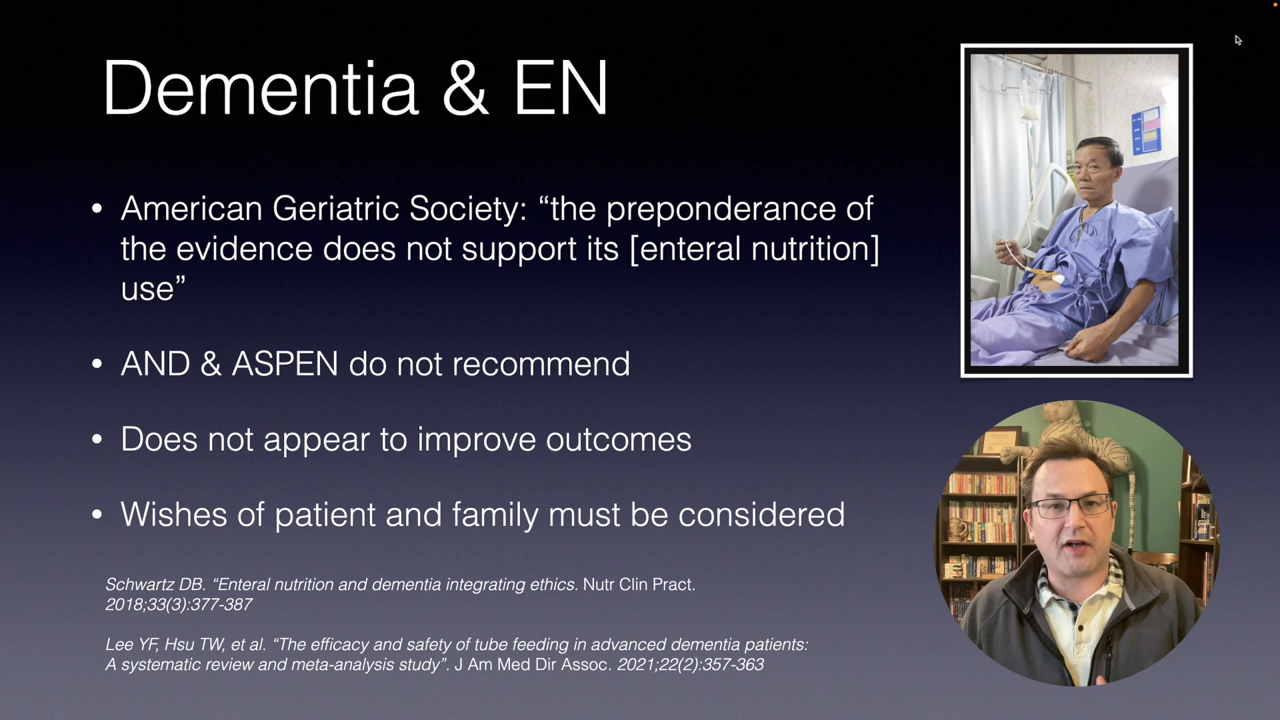 Dementia & EN
• American Geriatric Society: “the preponderance of
the evidence does not support its [enteral nutrition]
use”
• AND & ASPEN do not recommend
• Does not appear to improve outcomes
• Wishes of patient and family must be considered
Schwartz DB. “Enteral nutrition and dementia integrating ethics. Nutr Clin Pract.
2018;33(3):377-387
Lee YF, Hsu TW, et al. “The efficacy and safety of tube feeding in advanced dementia patients:
A systematic review and meta-analysis study”. J Am Med Dir Assoc. 2021;22(2):357-363